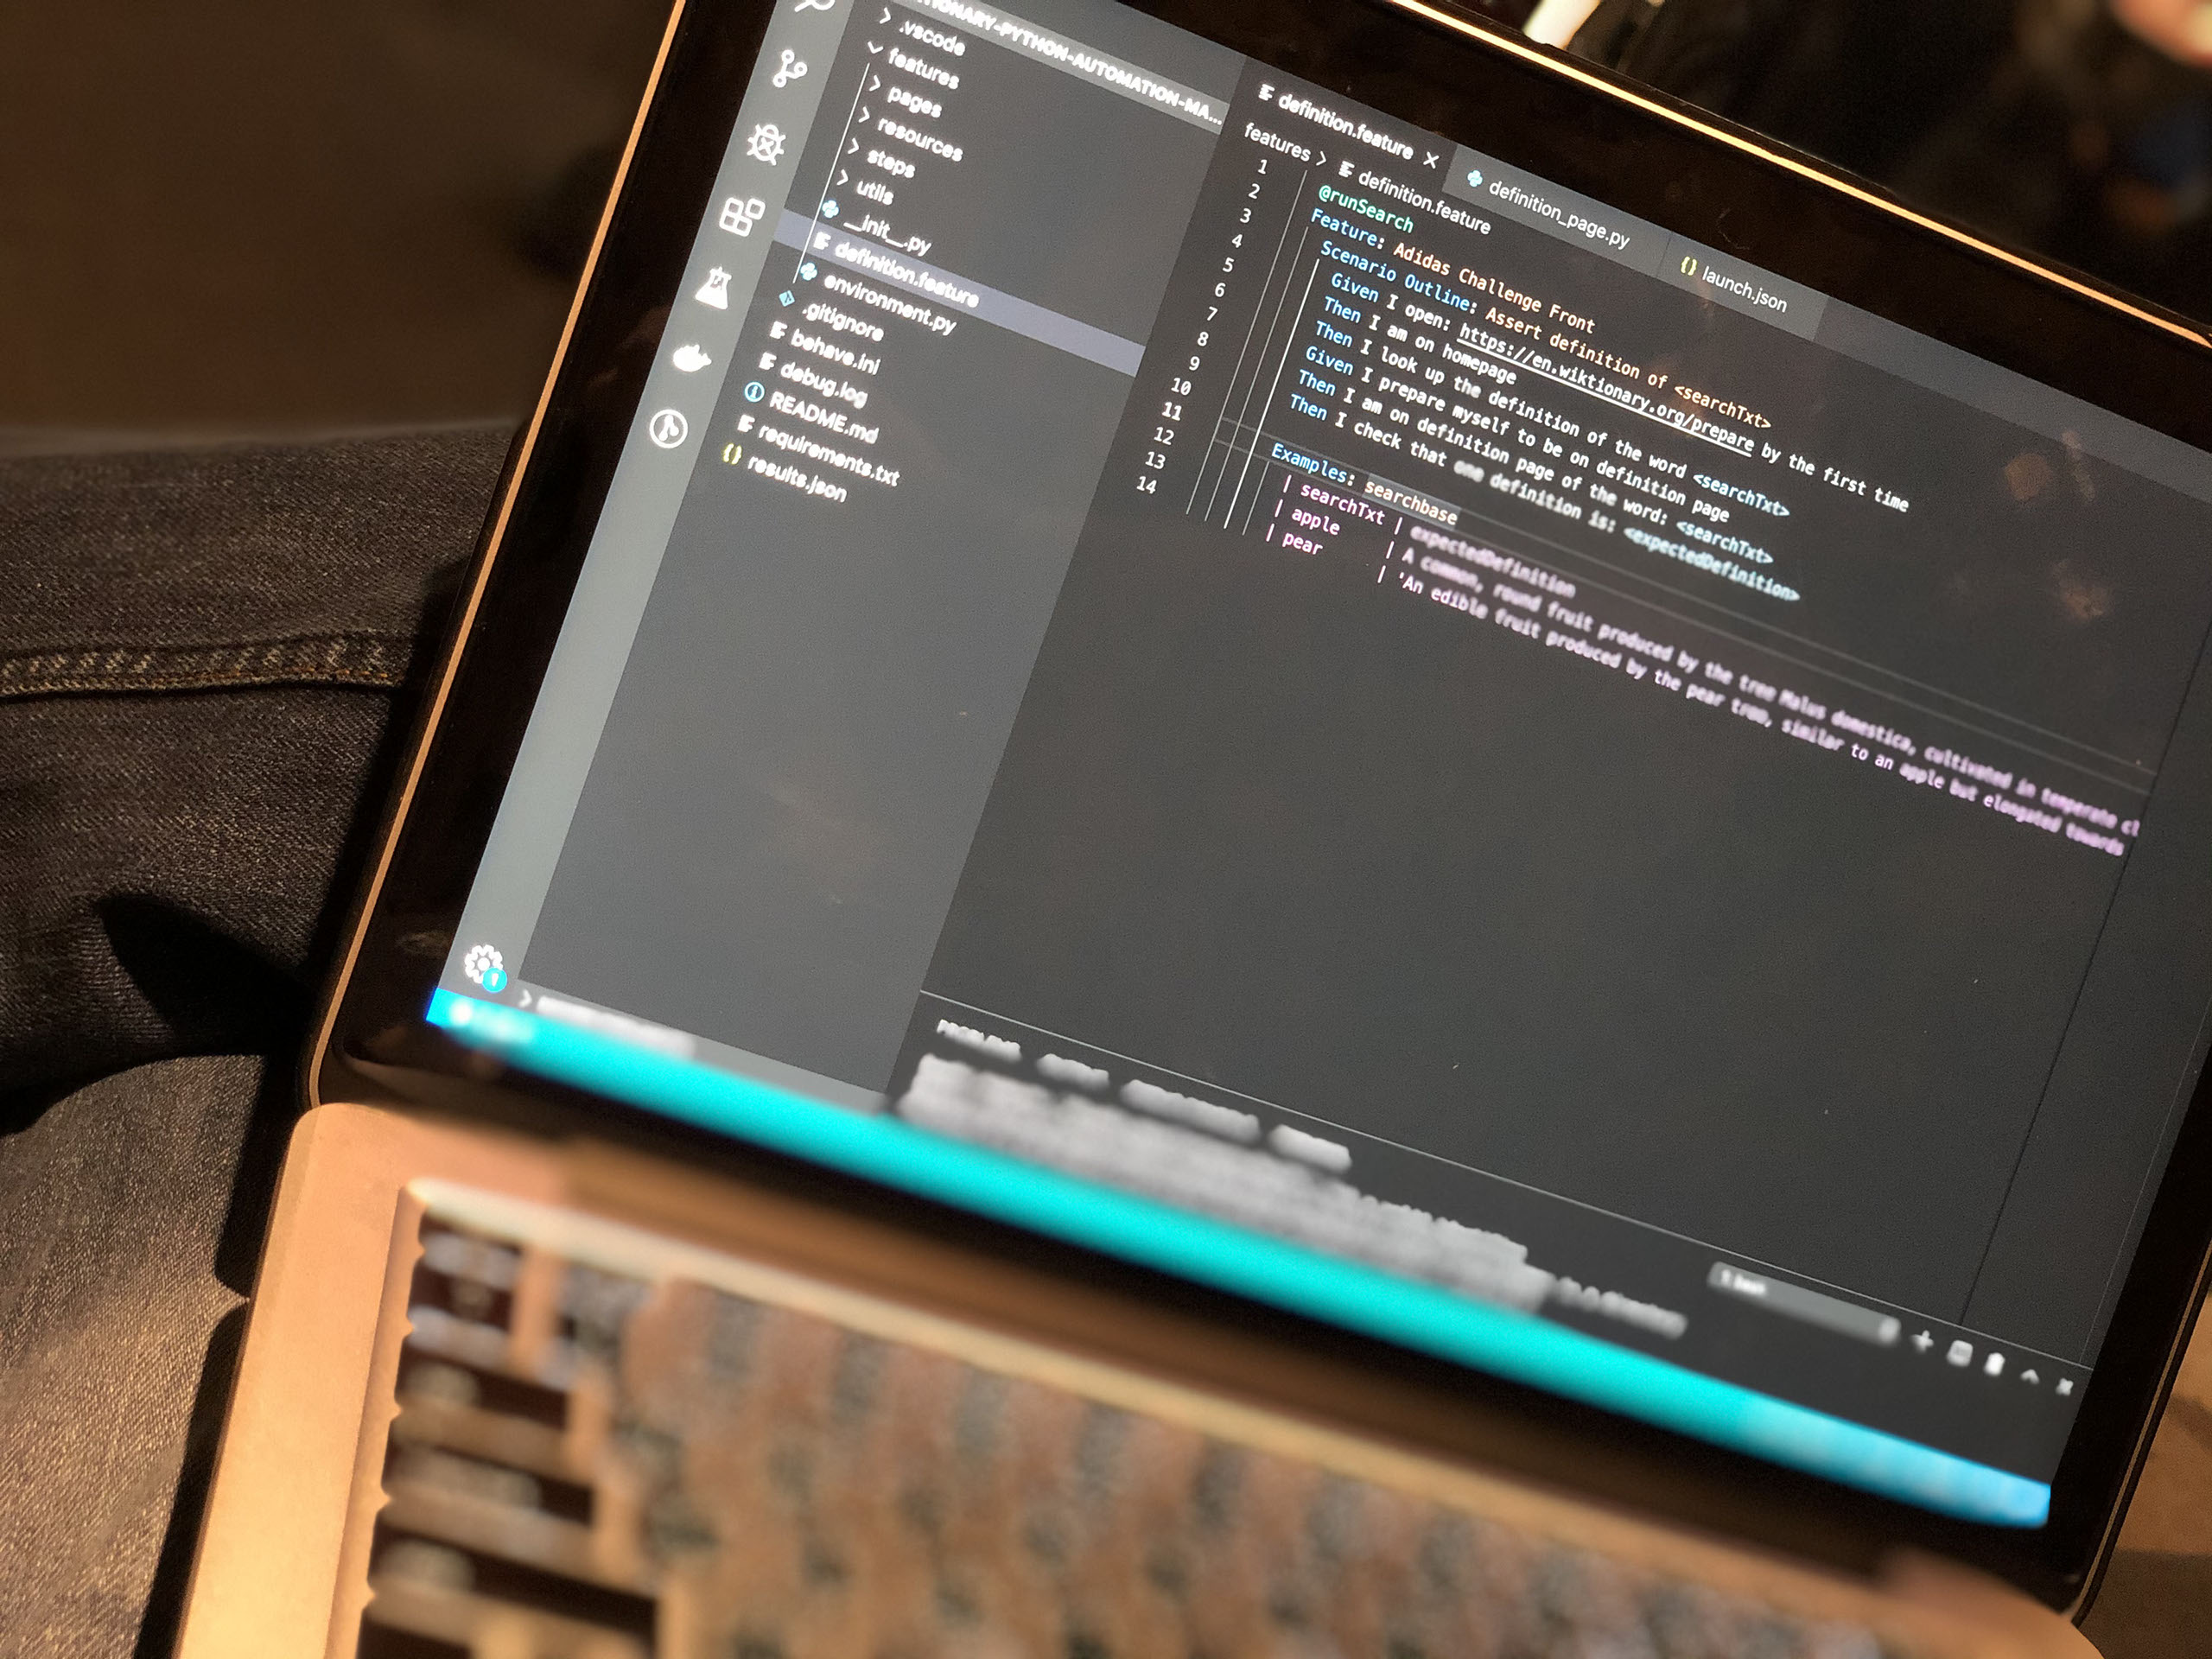 TIONARY-PYTHON-AUTOMATION-MA...
.vscode
features
pages
resources
steps
utils
__init__.py
definition.feature
environment.py
.gitignore
behave.ini
debug.log
README.md
requirements.txt
results.json
definition.feature
definition_page.py
launch.json
features > definition.feature
1 @runSearch
2 Feature: Adidas Challenge Front
3 Scenario Outline: Assert definition of <searchTxt>
4 Given I open: https://en.wiktionary.org/prepare by the first time
5 Then I am on homepage
6 Then I look up the definition of the word <searchTxt>
7 Given I prepare myself to be on definition page
8 Then I am on definition page of the word: <searchTxt>
9 Then I check that one definition is: <expectedDefinition>
10
11 Examples: searchbase
12 | searchTxt | expectedDefinition
13 | apple | A common, round fruit produced by the tree Malus domestica, cultivated in temperate cl
14 | pear | 'An edible fruit produced by the pear tree, similar to an apple but elongated towards
1